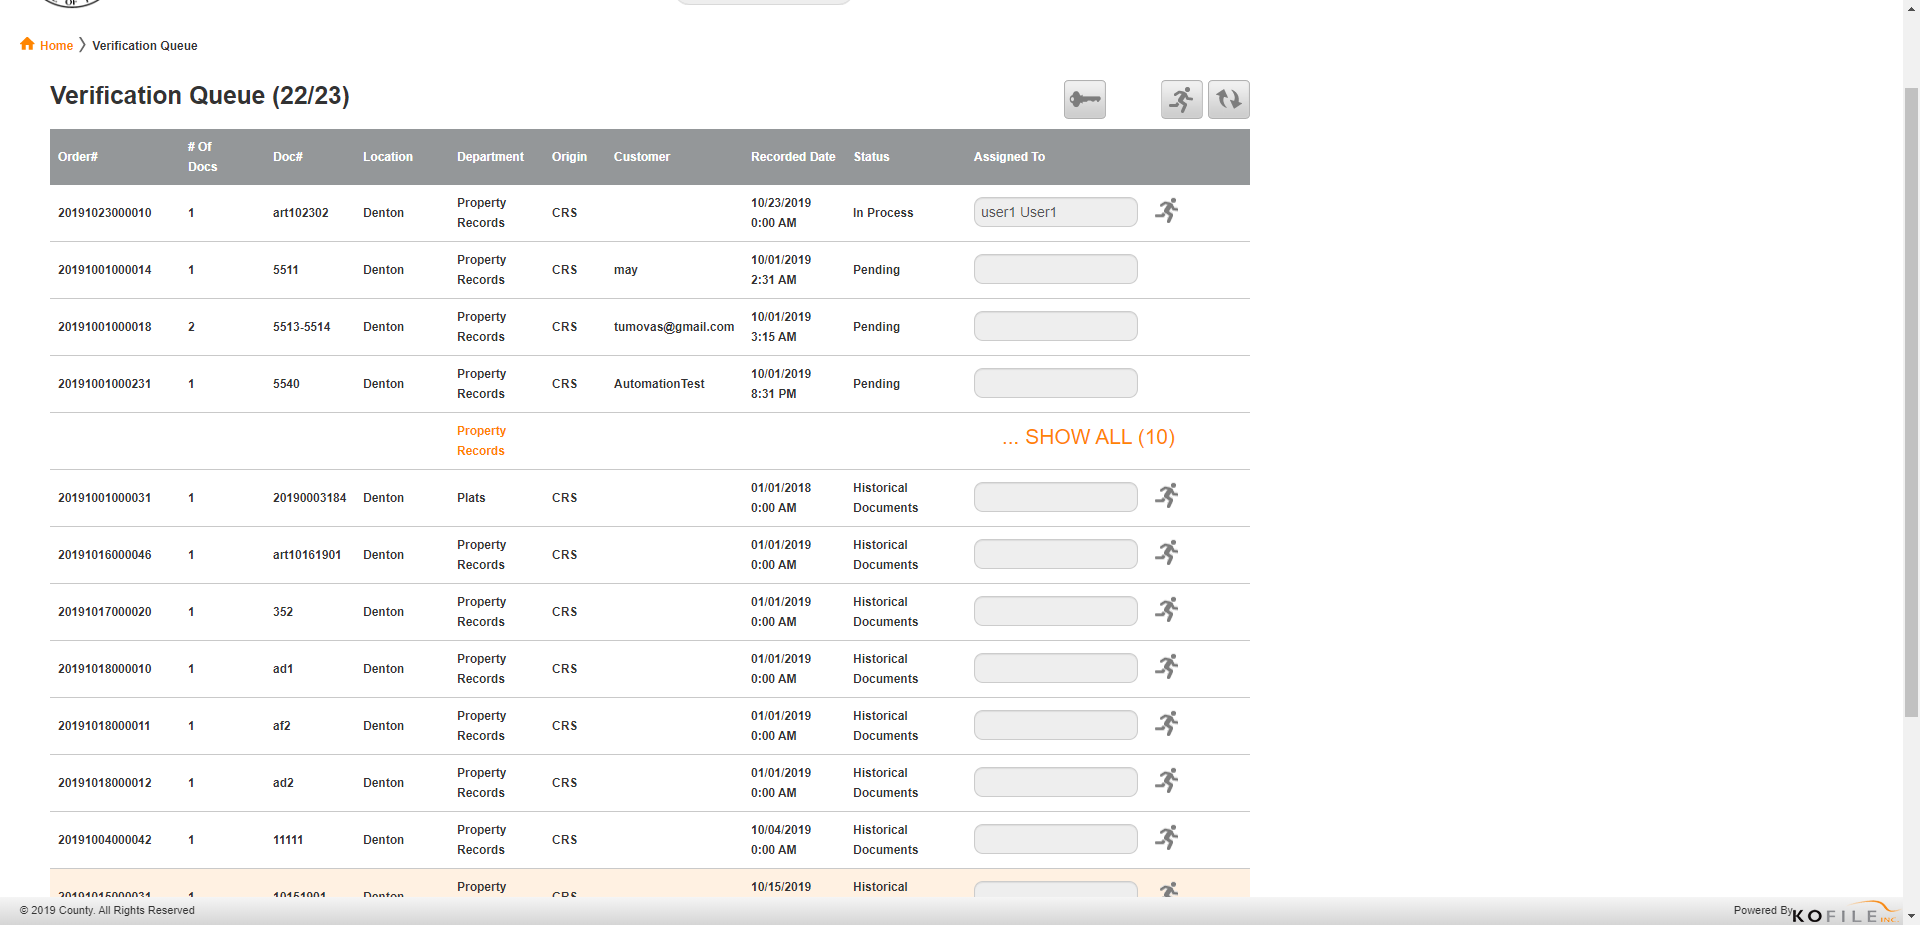 OF
Home > Verification Queue
Verification Queue (22/23)
Order# # Of Docs Doc# Location Department Origin Customer Recorded Date Status Assigned To
20191023000010 1 art102302 Denton Property Records CRS 10/23/2019 0:00 AM In Process user1 User1
20191001000014 1 5511 Denton Property Records CRS may 10/01/2019 2:31 AM Pending
20191001000018 2 5513-5514 Denton Property Records CRS tumovas@gmail.com 10/01/2019 3:15 AM Pending
20191001000231 1 5540 Denton Property Records CRS AutomationTest 10/01/2019 8:31 PM Pending
Property Records ... SHOW ALL (10)
20191001000031 1 20190003184 Denton Plats CRS 01/01/2018 0:00 AM Historical Documents
20191016000046 1 art10161901 Denton Property Records CRS 01/01/2019 0:00 AM Historical Documents
20191017000020 1 352 Denton Property Records CRS 01/01/2019 0:00 AM Historical Documents
20191018000010 1 ad1 Denton Property Records CRS 01/01/2019 0:00 AM Historical Documents
20191018000011 1 af2 Denton Property Records CRS 01/01/2019 0:00 AM Historical Documents
20191018000012 1 ad2 Denton Property Records CRS 01/01/2019 0:00 AM Historical Documents
20191004000042 1 11111 Denton Property Records CRS 10/04/2019 0:00 AM Historical Documents
20191015000031 1 10151901 Denton Property CRS 10/15/2019 Historical
© 2019 County. All Rights Reserved
Powered By KOFILE INC.